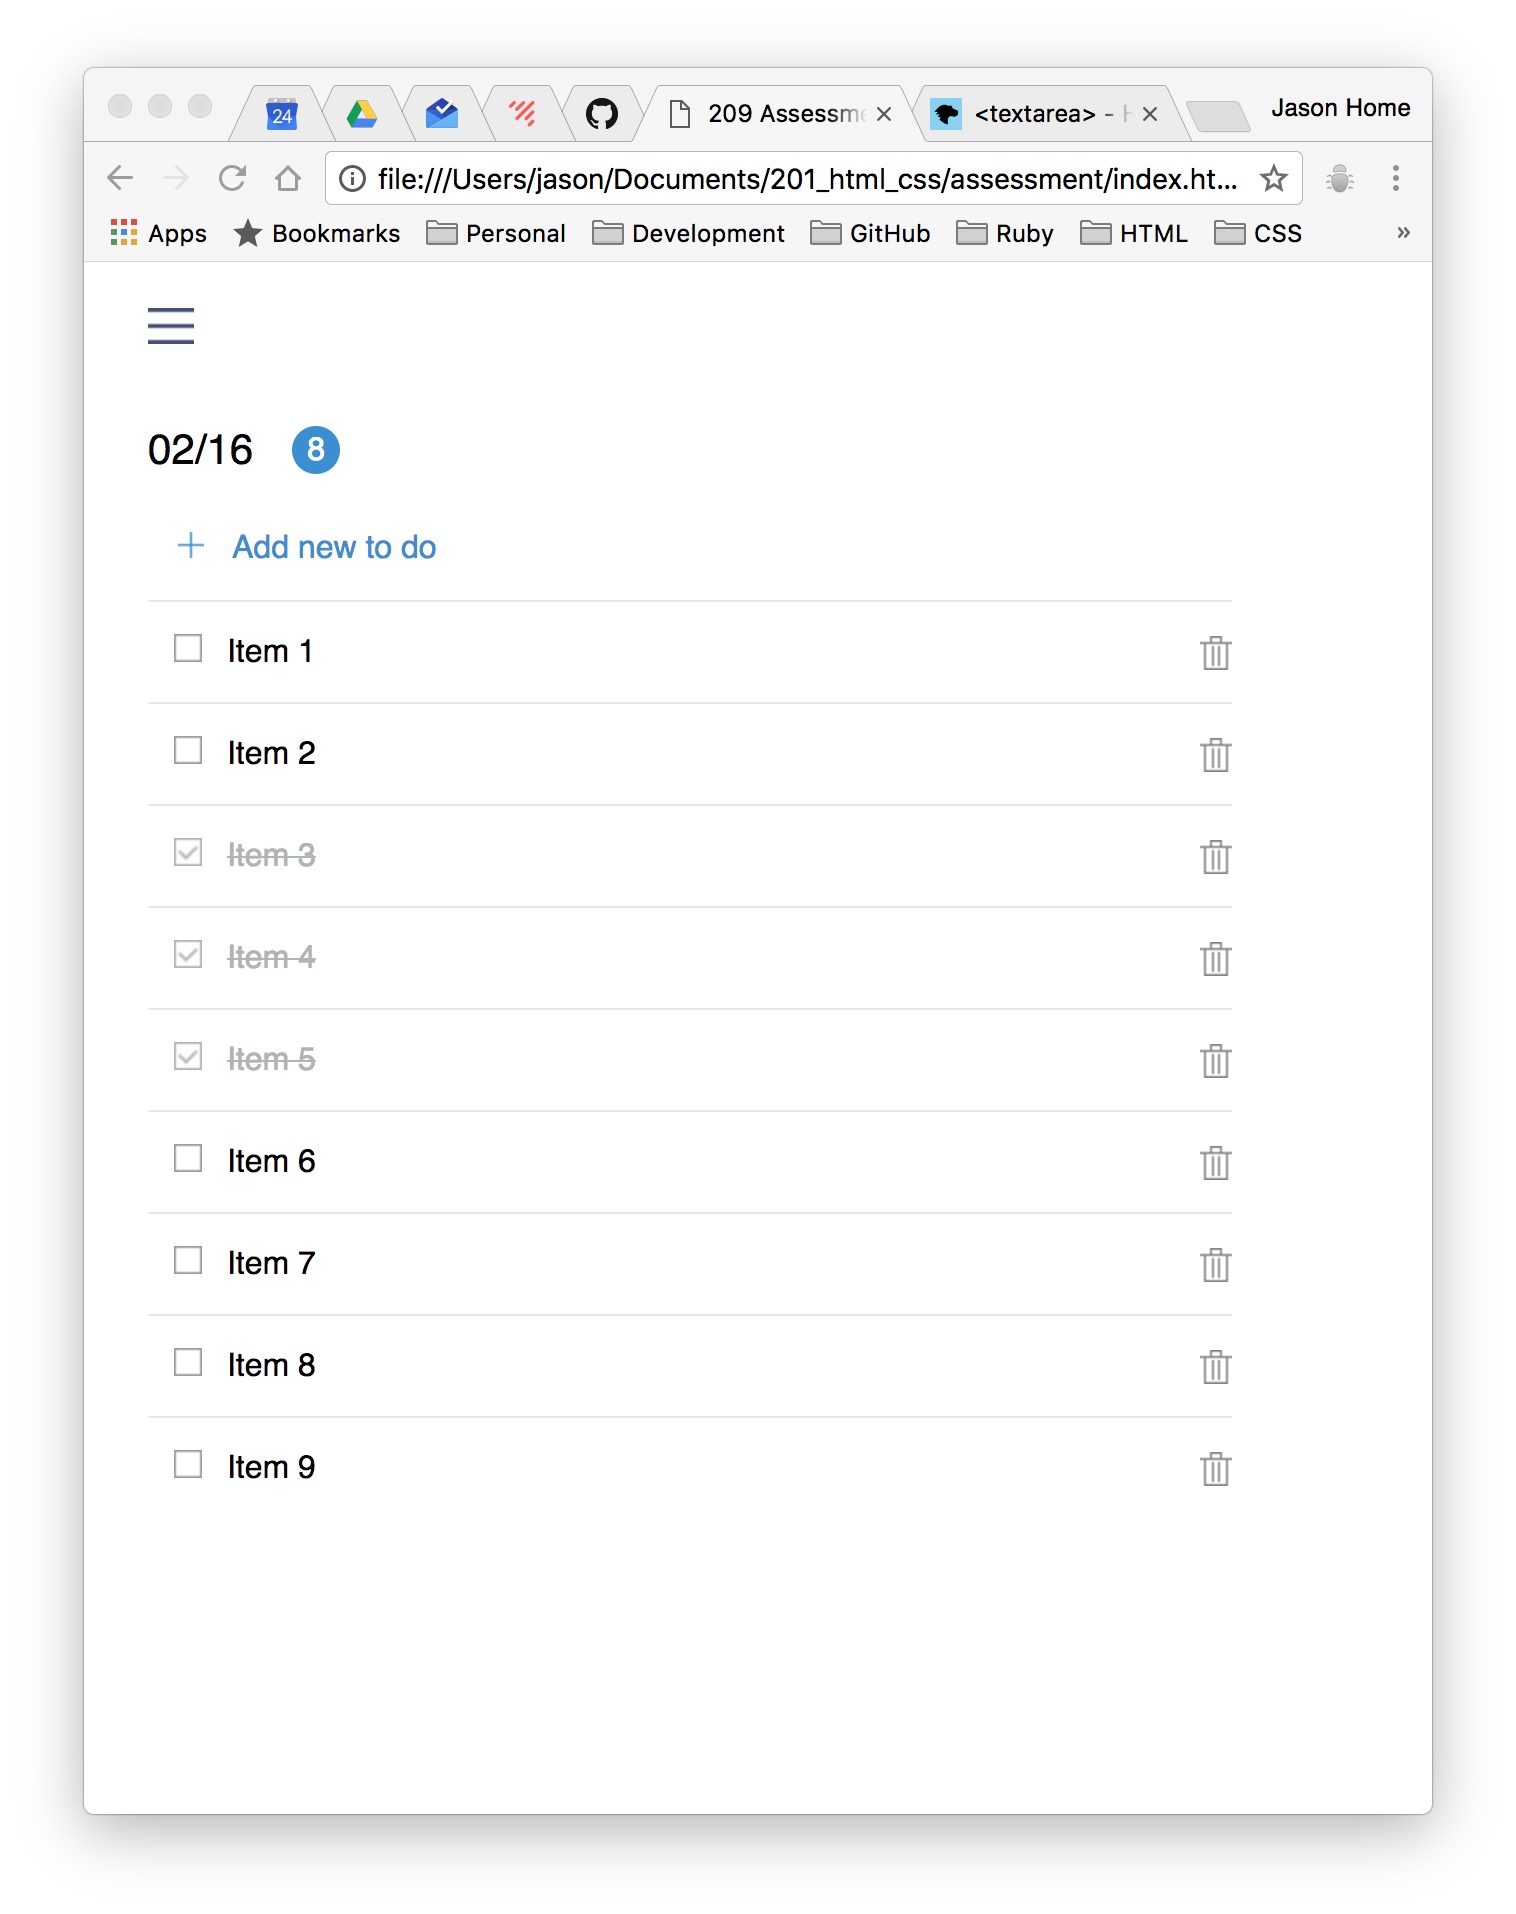 24
209 Assessme
<textarea> - H
Jason Home
file:///Users/jason/Documents/201_html_css/assessment/index.ht...
Apps Bookmarks Personal Development GitHub Ruby HTML CSS »
02/16 8
Add new to do
Item 1
Item 2
Item 3
Item 4
Item 5
Item 6
Item 7
Item 8
Item 9